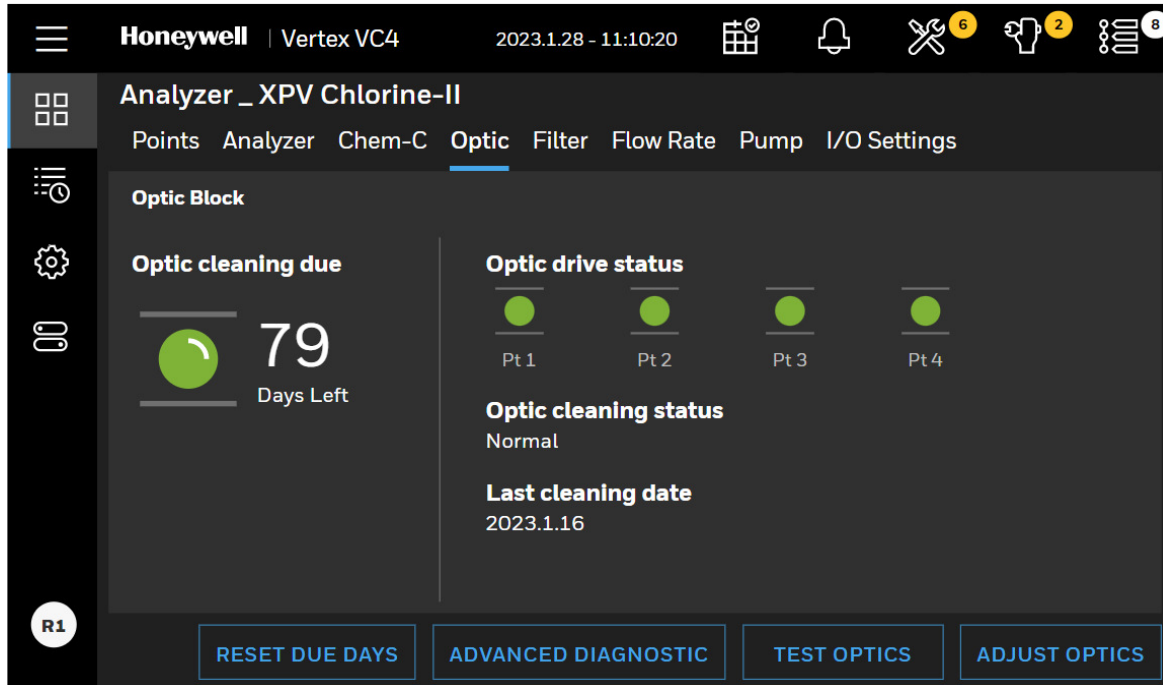 Honeywell | Vertex VC4 2023.1.28 - 11:10:20 6 2 8
Analyzer _ XPV Chlorine-II
Points Analyzer Chem-C Optic Filter Flow Rate Pump I/O Settings
Optic Block
Optic cleaning due
79
Days Left
Optic drive status
Pt 1 Pt 2 Pt 3 Pt 4
Optic cleaning status
Normal
Last cleaning date
2023.1.16
R1
RESET DUE DAYS ADVANCED DIAGNOSTIC TEST OPTICS ADJUST OPTICS